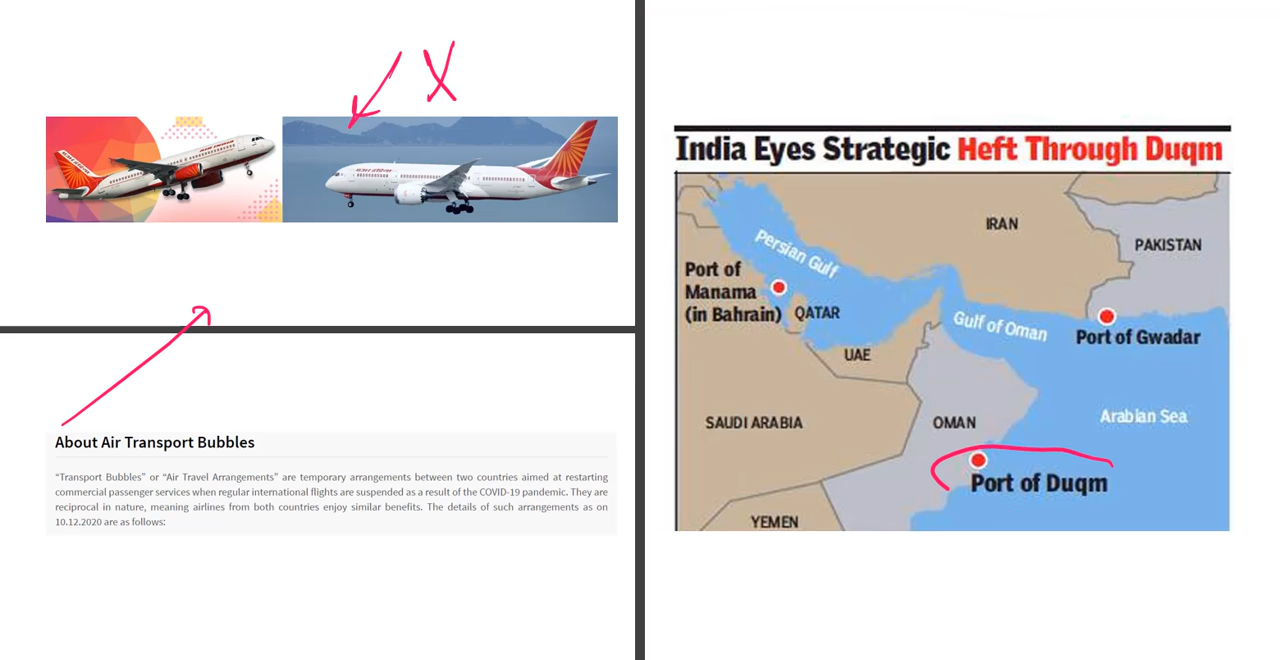 AIR INDIA
About Air Transport Bubbles
“Transport Bubbles” or “Air Travel Arrangements” are temporary arrangements between two countries aimed at restarting
commercial passenger services when regular international flights are suspended as a result of the COVID-19 pandemic. They are
reciprocal in nature, meaning airlines from both countries enjoy similar benefits. The details of such arrangements as on
10.12.2020 are as follows:
India Eyes Strategic Heft Through Duqm
IRAN
PAKISTAN
Persian Gulf
Port of
Manama
(in Bahrain)
QATAR
Gulf of Oman
Port of Gwadar
UAE
SAUDI ARABIA
OMAN
Arabian Sea
Port of Duqm
YEMEN